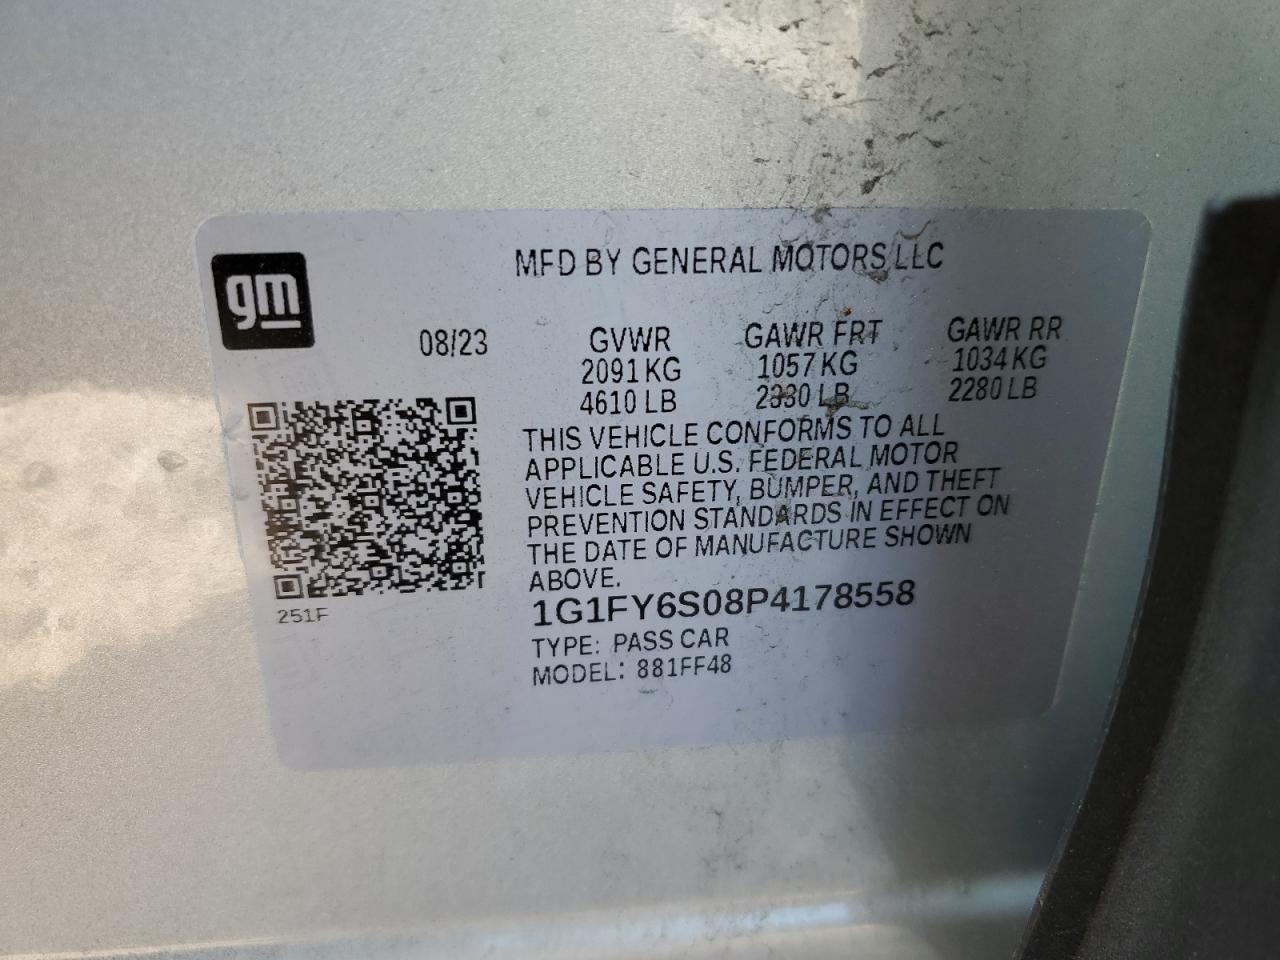 gm
MFD BY GENERAL MOTORS LLC
08/23 GVWR GAWR FRT GAWR RR
2091 KG 1057 KG 1034 KG
4610 LB 2330 LB 2280 LB
THIS VEHICLE CONFORMS TO ALL
APPLICABLE U.S. FEDERAL MOTOR
VEHICLE SAFETY, BUMPER, AND THEFT
PREVENTION STANDARDS IN EFFECT ON
THE DATE OF MANUFACTURE SHOWN
ABOVE.
251F
1G1FY6S08P4178558
TYPE: PASS CAR
MODEL: 881FF48